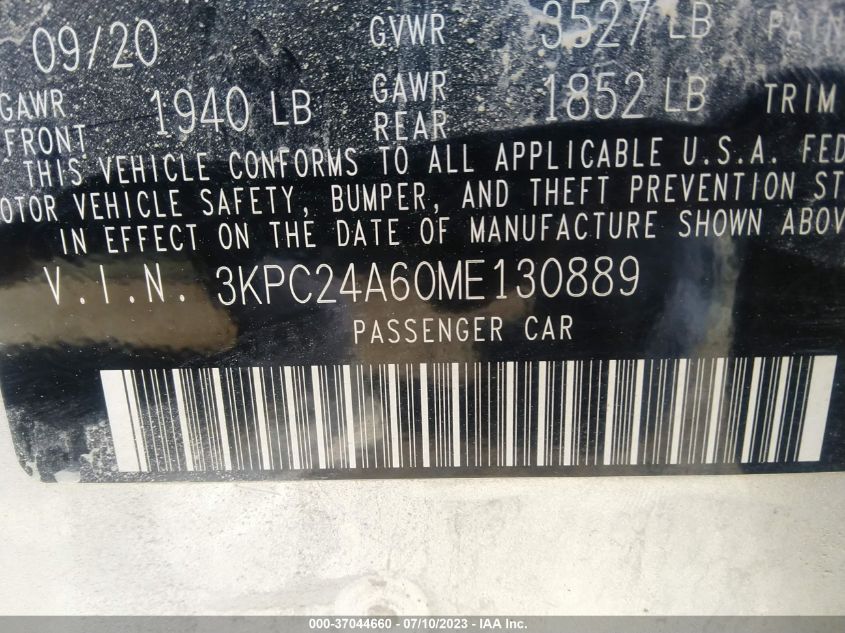 09/20 GVWR 3527 LB PAIN
GAWR FRONT 1940 LB GAWR REAR 1852 LB TRIM
THIS VEHICLE CONFORMS TO ALL APPLICABLE U.S.A. FED
OTOR VEHICLE SAFETY, BUMPER, AND THEFT PREVENTION ST
IN EFFECT ON THE DATE OF MANUFACTURE SHOWN ABOV
V.I.N. 3KPC24A60ME130889
PASSENGER CAR
000-37044660 - 07/10/2023 - IAA Inc.